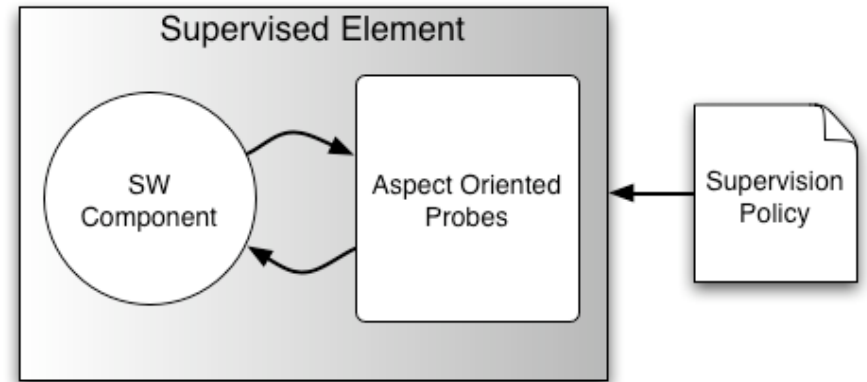 Supervised Element
SW
Component
Aspect Oriented
Probes
Supervision
Policy